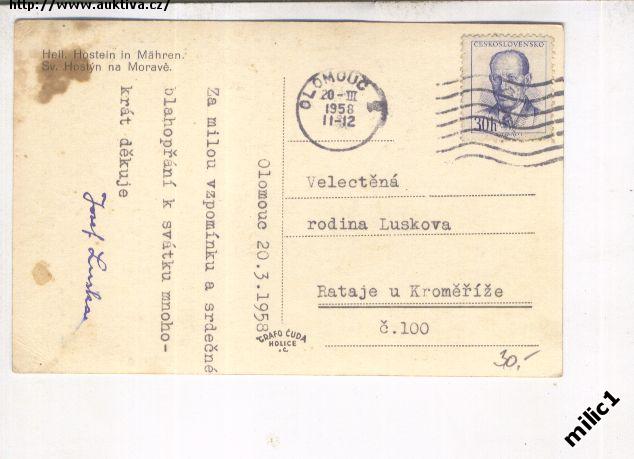 http://www.auktiva.cz/
Heil. Hostein in Mähren.
Sv. Hostýn na Moravě.
Olomouc 20.3.1958
Za milou vzpomínku a srdečné
blahopřání k svátku mnoho-
krát děkuje
Josef Luska
OLOMOUC
20-III
1958
11-12
ČESKOSLOVENSKO
30h
Velectěná
rodina Luskova
Rataje u Kroměříže
č.100
GRAFO ČUDA
HOLICE
v.C.
30,-
milic1